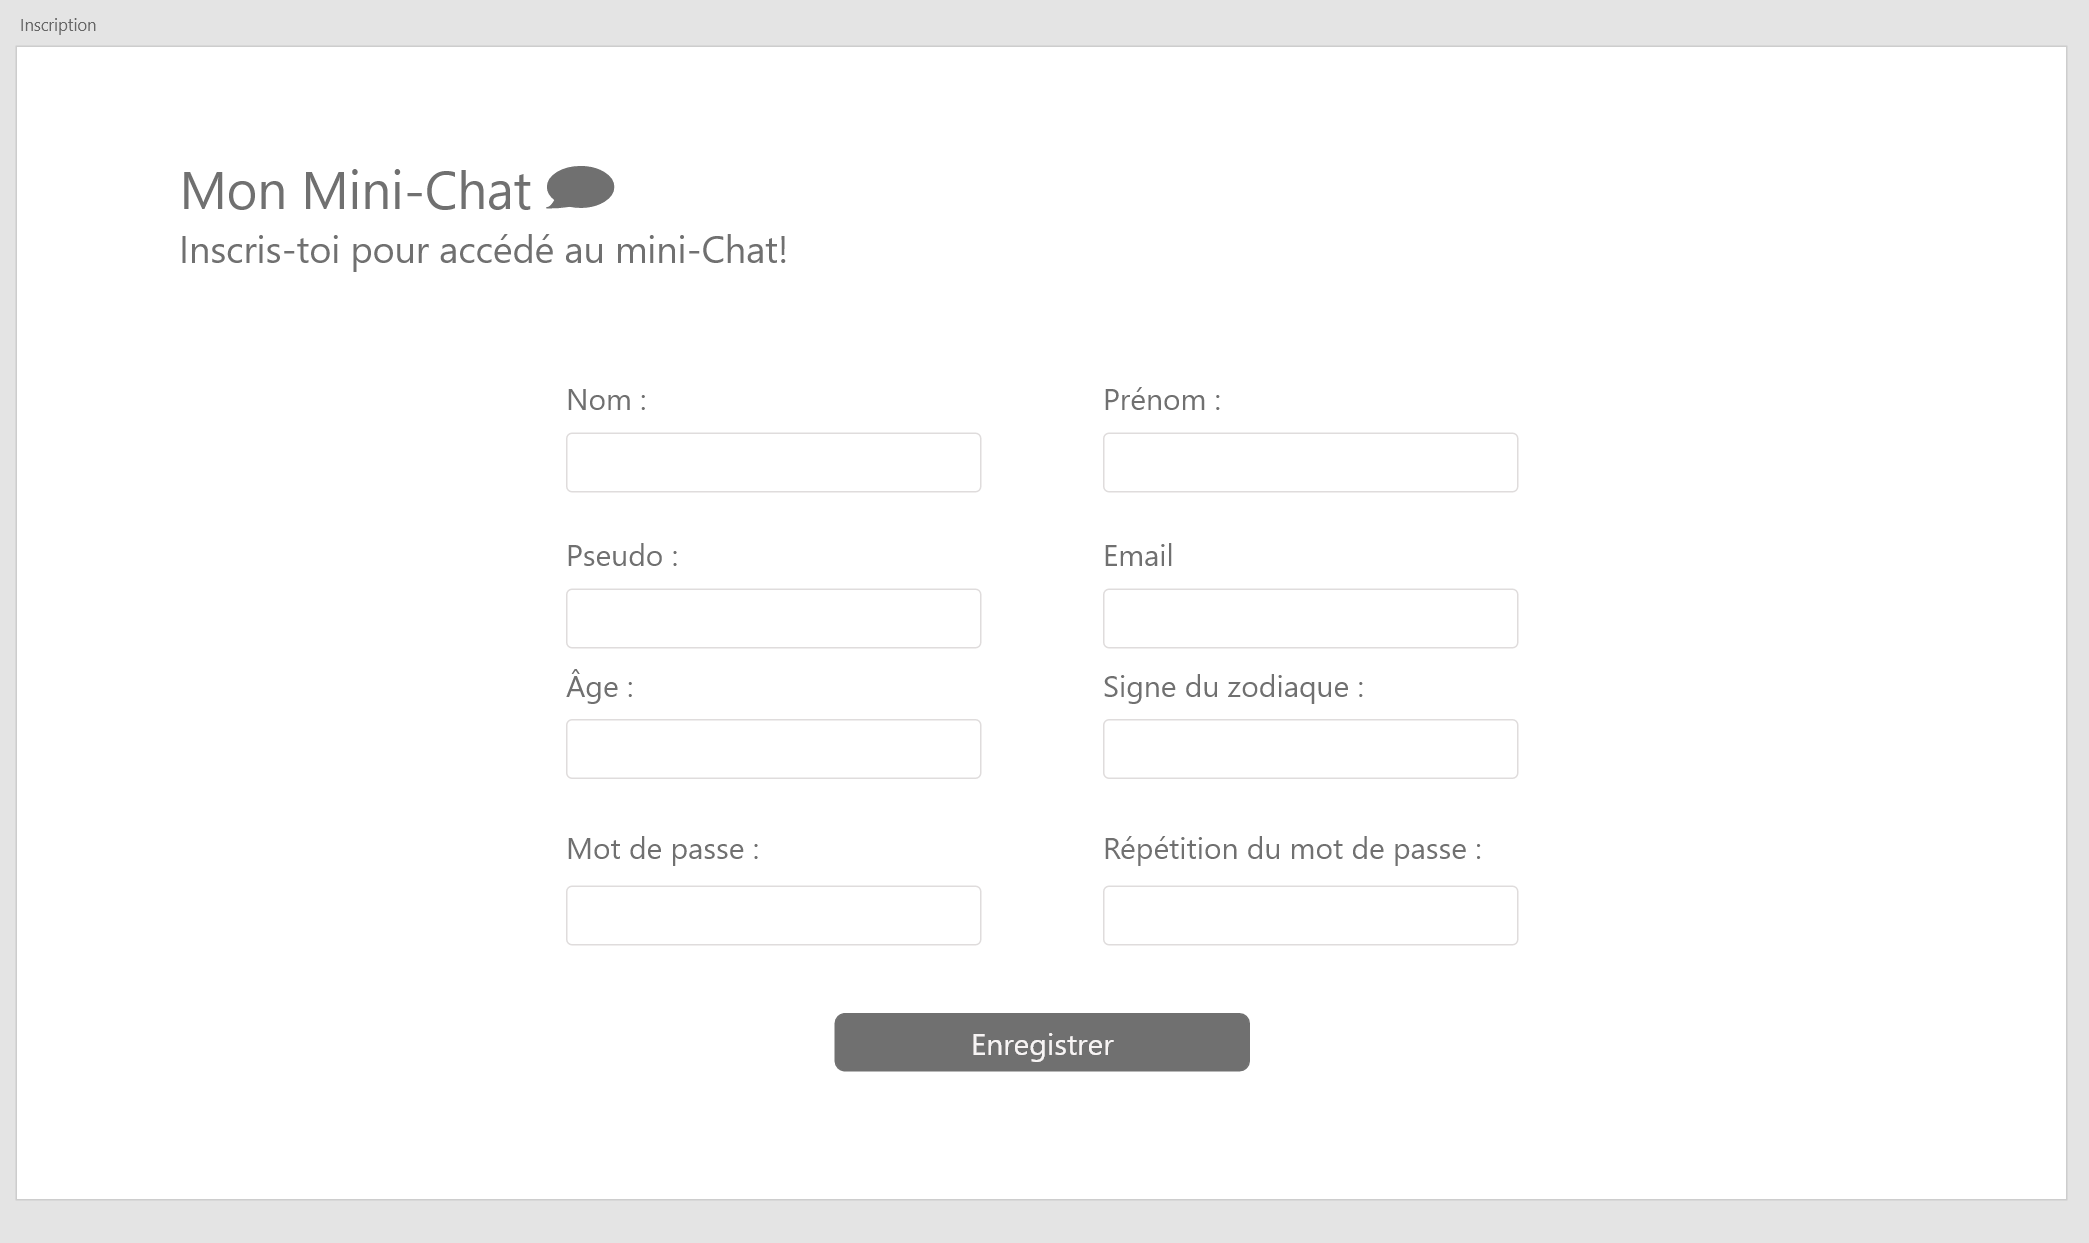 Inscription
Mon Mini-Chat
Inscris-toi pour accédé au mini-Chat!
Nom :
Prénom :
Pseudo :
Email
Âge :
Signe du zodiaque :
Mot de passe :
Répétition du mot de passe :
Enregistrer